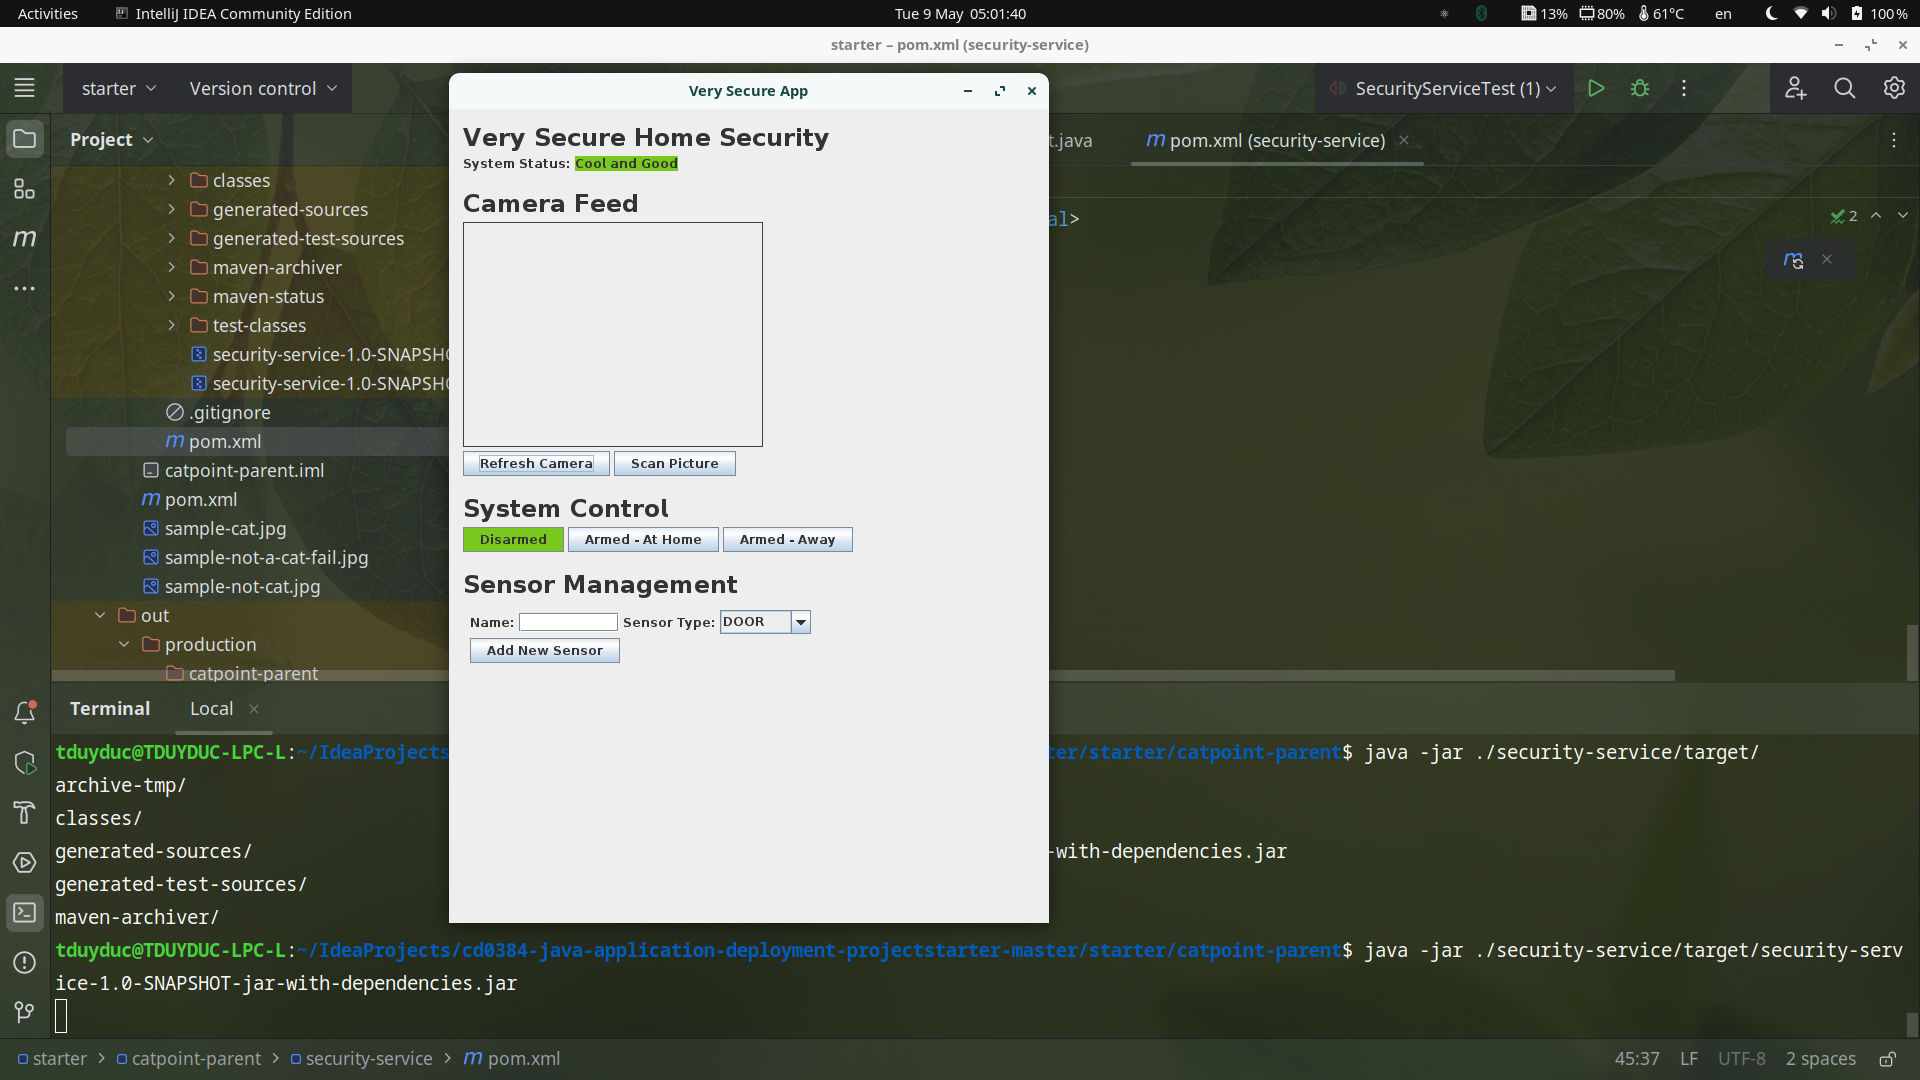 Activities IntelliJ IDEA Community Edition Tue 9 May 05:01:40 13% 80% 61°C en 100%
starter – pom.xml (security-service)
starter Version control SecurityServiceTest (1)
Very Secure App
Project
t.java pom.xml (security-service)
classes
generated-sources
generated-test-sources
maven-archiver
maven-status
test-classes
security-service-1.0-SNAPSHO
security-service-1.0-SNAPSHO
.gitignore
pom.xml
catpoint-parent.iml
pom.xml
sample-cat.jpg
sample-not-a-cat-fail.jpg
sample-not-cat.jpg
out
production
catpoint-parent
al>
2
Very Secure Home Security
System Status: Cool and Good
Camera Feed
Refresh Camera Scan Picture
System Control
Disarmed Armed - At Home Armed - Away
Sensor Management
Name: Sensor Type: DOOR
Add New Sensor
Terminal Local
tduyduc@TDUYDUC-LPC-L:~/IdeaProjects ter/starter/catpoint-parent$ java -jar ./security-service/target/
archive-tmp/
classes/
generated-sources/ -with-dependencies.jar
generated-test-sources/
maven-archiver/
tduyduc@TDUYDUC-LPC-L:~/IdeaProjects/cd0384-java-application-deployment-projectstarter-master/starter/catpoint-parent$ java -jar ./security-service/target/security-serv
ice-1.0-SNAPSHOT-jar-with-dependencies.jar
starter > catpoint-parent > security-service > m pom.xml 45:37 LF UTF-8 2 spaces